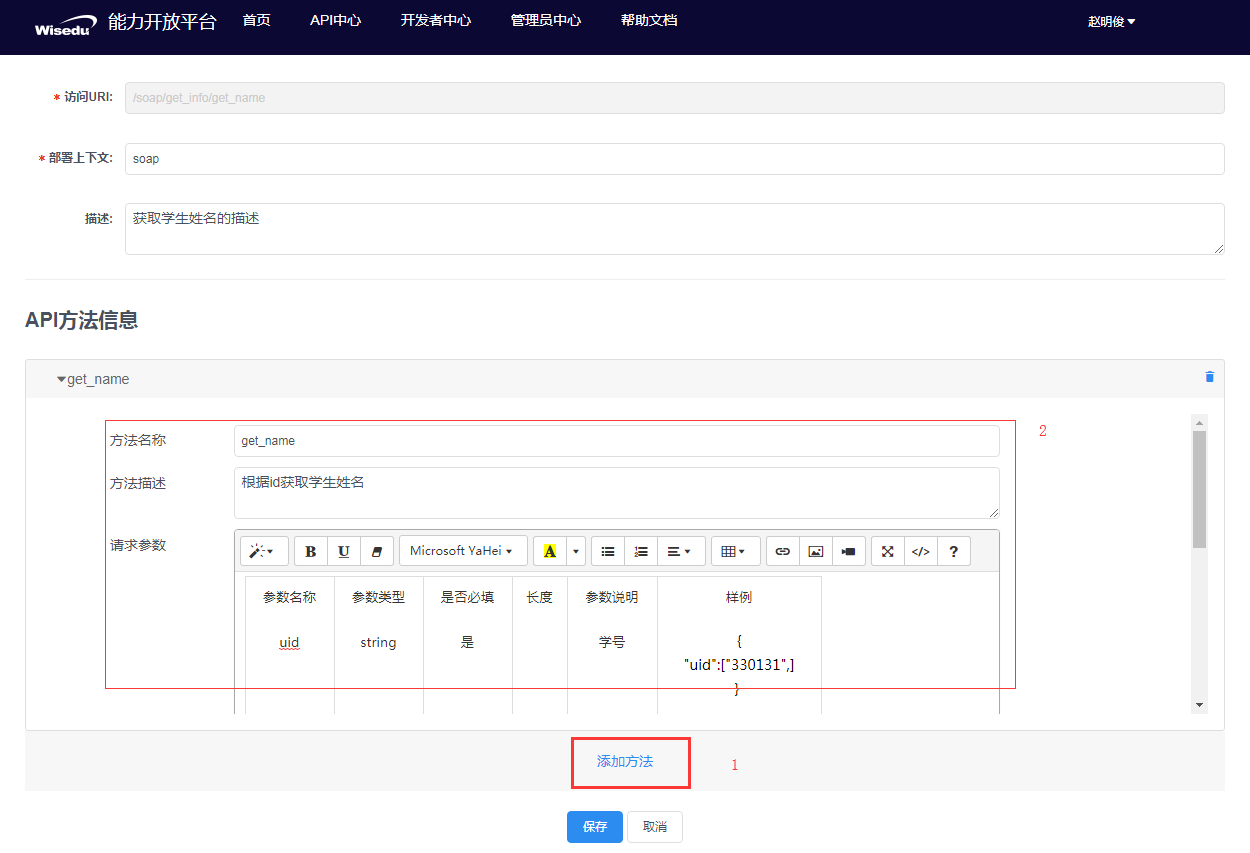 Wisedu 能力开放平台 首页 API中心 开发者中心 管理员中心 帮助文档 赵明俊
* 访问URI: /soap/get_info/get_name
* 部署上下文: soap
描述: 获取学生姓名的描述
API方法信息
get_name
方法名称 get_name 2
方法描述 根据id获取学生姓名
请求参数
B U Microsoft YaHei A </> ?
参数名称 参数类型 是否必填 长度 参数说明 样例
uid string 是 学号 {
"uid":["330131",]
}
添加方法 1
保存 取消